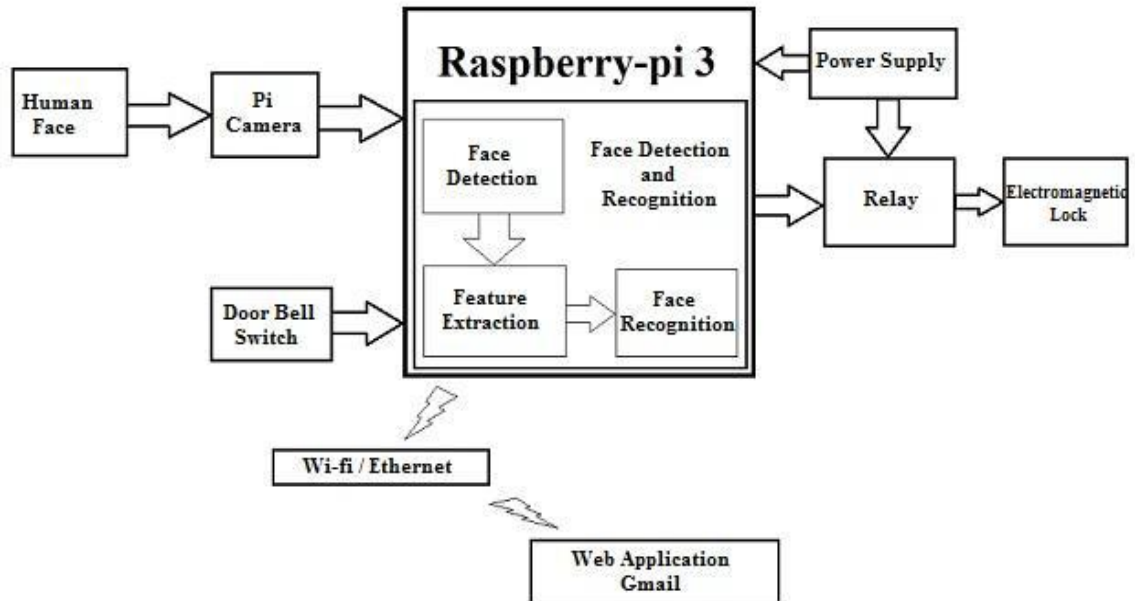 Raspberry-pi 3
Power Supply
Human
Face
Pi
Camera
Face
Detection
Face Detection
and
Recognition
Relay
Electromagnetic
Lock
Door Bell
Switch
Feature
Extraction
Face
Recognition
Wi-fi / Ethernet
Web Application
Gmail